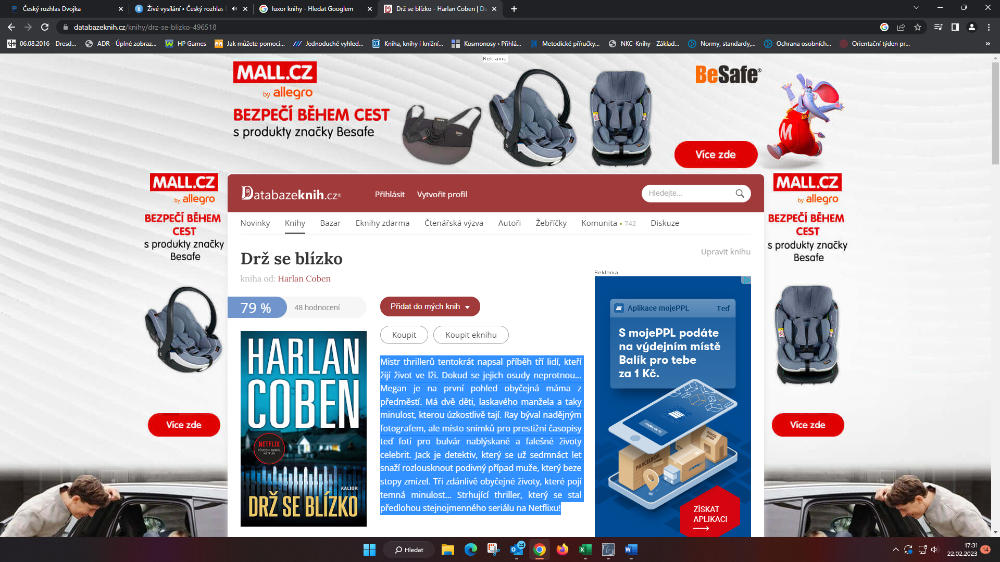 Český rozhlas Dvojka
Živé vysílání • Český rozhlas
luxor knihy - Hledat Googlem
Drž se blízko - Harlan Coben | Da
databazeknih.cz/knihy/drz-se-blizko-496518
06.08.2016 - Dresd...
ADR - Úplné zobraz...
HP Games
Jak můžete pomoci...
Jednoduché vyhled...
Kniha, knihy i knižní...
Kosmonosy › Přihlá...
Metodické příručky...
NKC-Knihy - Základ...
Normy, standardy,...
Ochrana osobních...
Orientační týden pr...
»
Reklama
MALL.CZ
by allegro
BEZPEČÍ BĚHEM CEST
s produkty značky Besafe
BeSafe®
M
Více zde
MALL.CZ
by allegro
BEZPEČÍ BĚHEM
CEST
s produkty značky
Besafe
Více zde
Databazeknih.cz®
Přihlásit
Vytvořit profil
Hledejte...
Novinky
Knihy
Bazar
Eknihy zdarma
Čtenářská výzva
Autoři
Žebříčky
Komunita • 742
Diskuze
Drž se blízko
Upravit knihu
kniha od: Harlan Coben
79 %
48 hodnocení
Přidat do mých knih
Koupit
Koupit eknihu
HARLAN
COBEN
NETFLIX
PŮVODNÍ SERIÁL
NETFLIX
KALIBR
DRŽ SE BLÍZKO
Mistr thrillerů tentokrát napsal příběh tří lidí, kteří
žijí život ve lži. Dokud se jejich osudy neprotnou...
Megan je na první pohled obyčejná máma z
předměstí. Má dvě děti, laskavého manžela a taky
minulost, kterou úzkostlivě tají. Ray býval nadějným
fotografem, ale místo snímků pro prestižní časopisy
teď fotí pro bulvár nablýskané a falešné životy
celebrit. Jack je detektiv, který se už sedmnáct let
snaží rozlousknout podivný případ muže, který beze
stopy zmizel. Tři zdánlivě obyčejné životy, které pojí
temná minulost... Strhující thriller, který se stal
předlohou stejnojmenného seriálu na Netflixu!
Reklama
Aplikace mojePPL
Teď
S mojePPL podáte
na výdejním místě
Balík pro tebe
za 1 Kč.
JDEME NA TO
PARCEL
SHOP
PARCELBOX
PPL
ZÍSKAT
APLIKACI
MALL.CZ
by allegro
BEZPEČÍ BĚHEM
CEST
s produkty značky
Besafe
Více zde
Hledat
17:31
22.02.2023
14